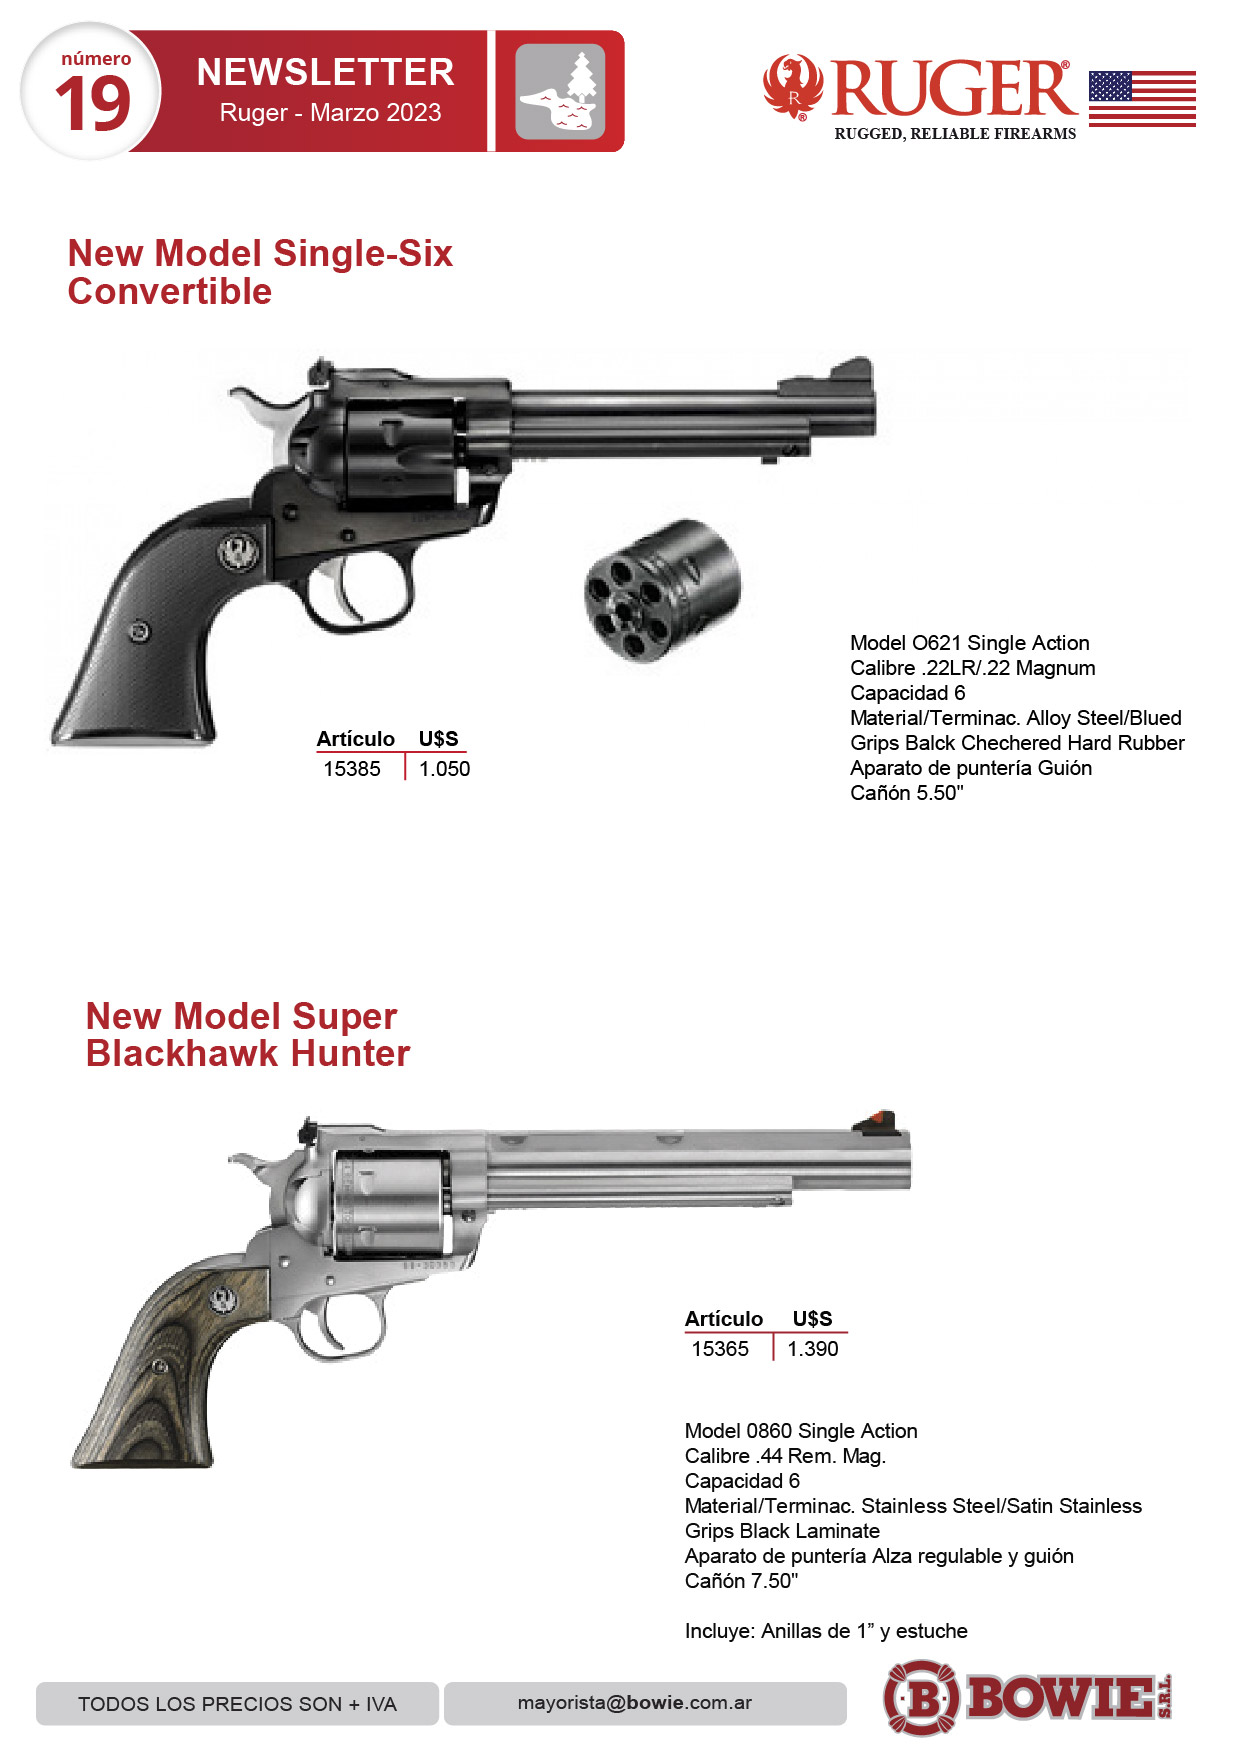 número
19
NEWSLETTER
Ruger - Marzo 2023
RUGER®
R
®
RUGGED, RELIABLE FIREARMS
New Model Single-Six
Convertible
Model O621 Single Action
Calibre .22LR/.22 Magnum
Capacidad 6
Material/Terminac. Alloy Steel/Blued
Grips Balck Chechered Hard Rubber
Aparato de puntería Guión
Cañón 5.50"
Artículo U$S
15385 1.050
New Model Super
Blackhawk Hunter
Artículo U$S
15365 1.390
Model 0860 Single Action
Calibre .44 Rem. Mag.
Capacidad 6
Material/Terminac. Stainless Steel/Satin Stainless
Grips Black Laminate
Aparato de puntería Alza regulable y guión
Cañón 7.50"
Incluye: Anillas de 1” y estuche
TODOS LOS PRECIOS SON + IVA
mayorista@bowie.com.ar
B BOWIE S.R.L.